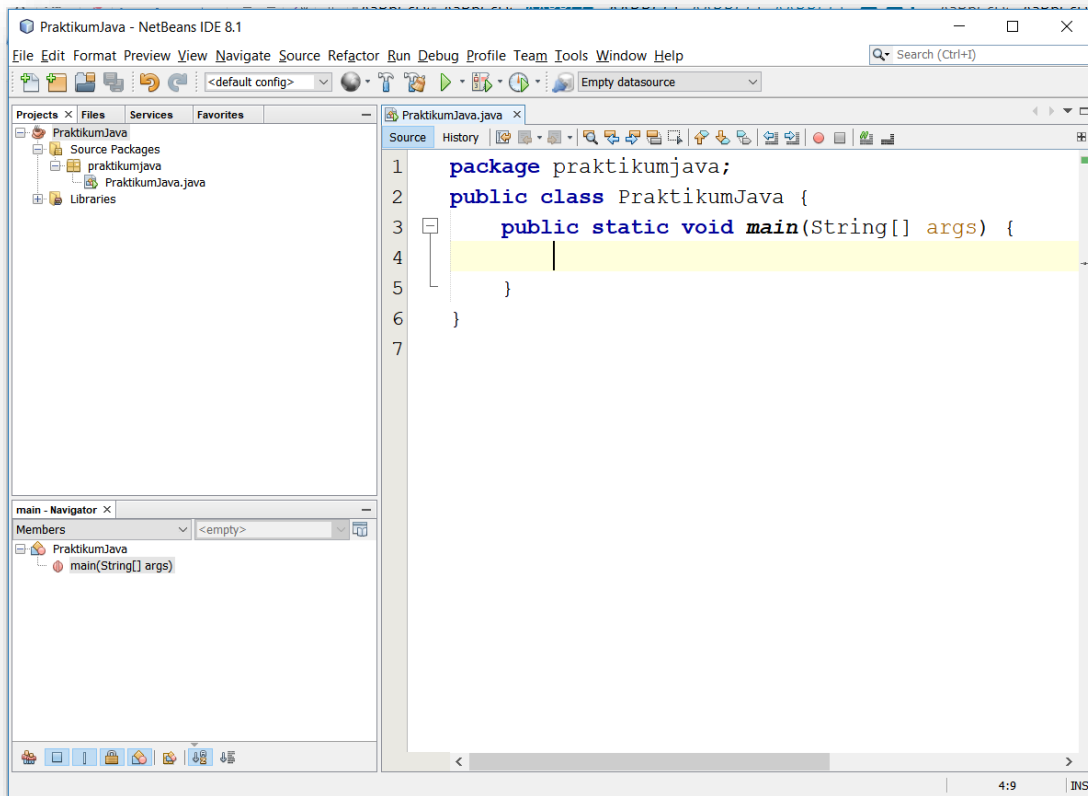 PraktikumJava - NetBeans IDE 8.1
File Edit Format Preview View Navigate Source Refactor Run Debug Profile Team Tools Window Help
Search (Ctrl+I)
<default config>
Empty datasource
Projects Files Services Favorites
PraktikumJava
Source Packages
praktikumjava
PraktikumJava.java
Libraries
main - Navigator
Members
<empty>
PraktikumJava
main(String[] args)
PraktikumJava.java
Source History
1 package praktikumjava;
2 public class PraktikumJava {
3 public static void main(String[] args) {
4
5 }
6 }
7
4:9 INS